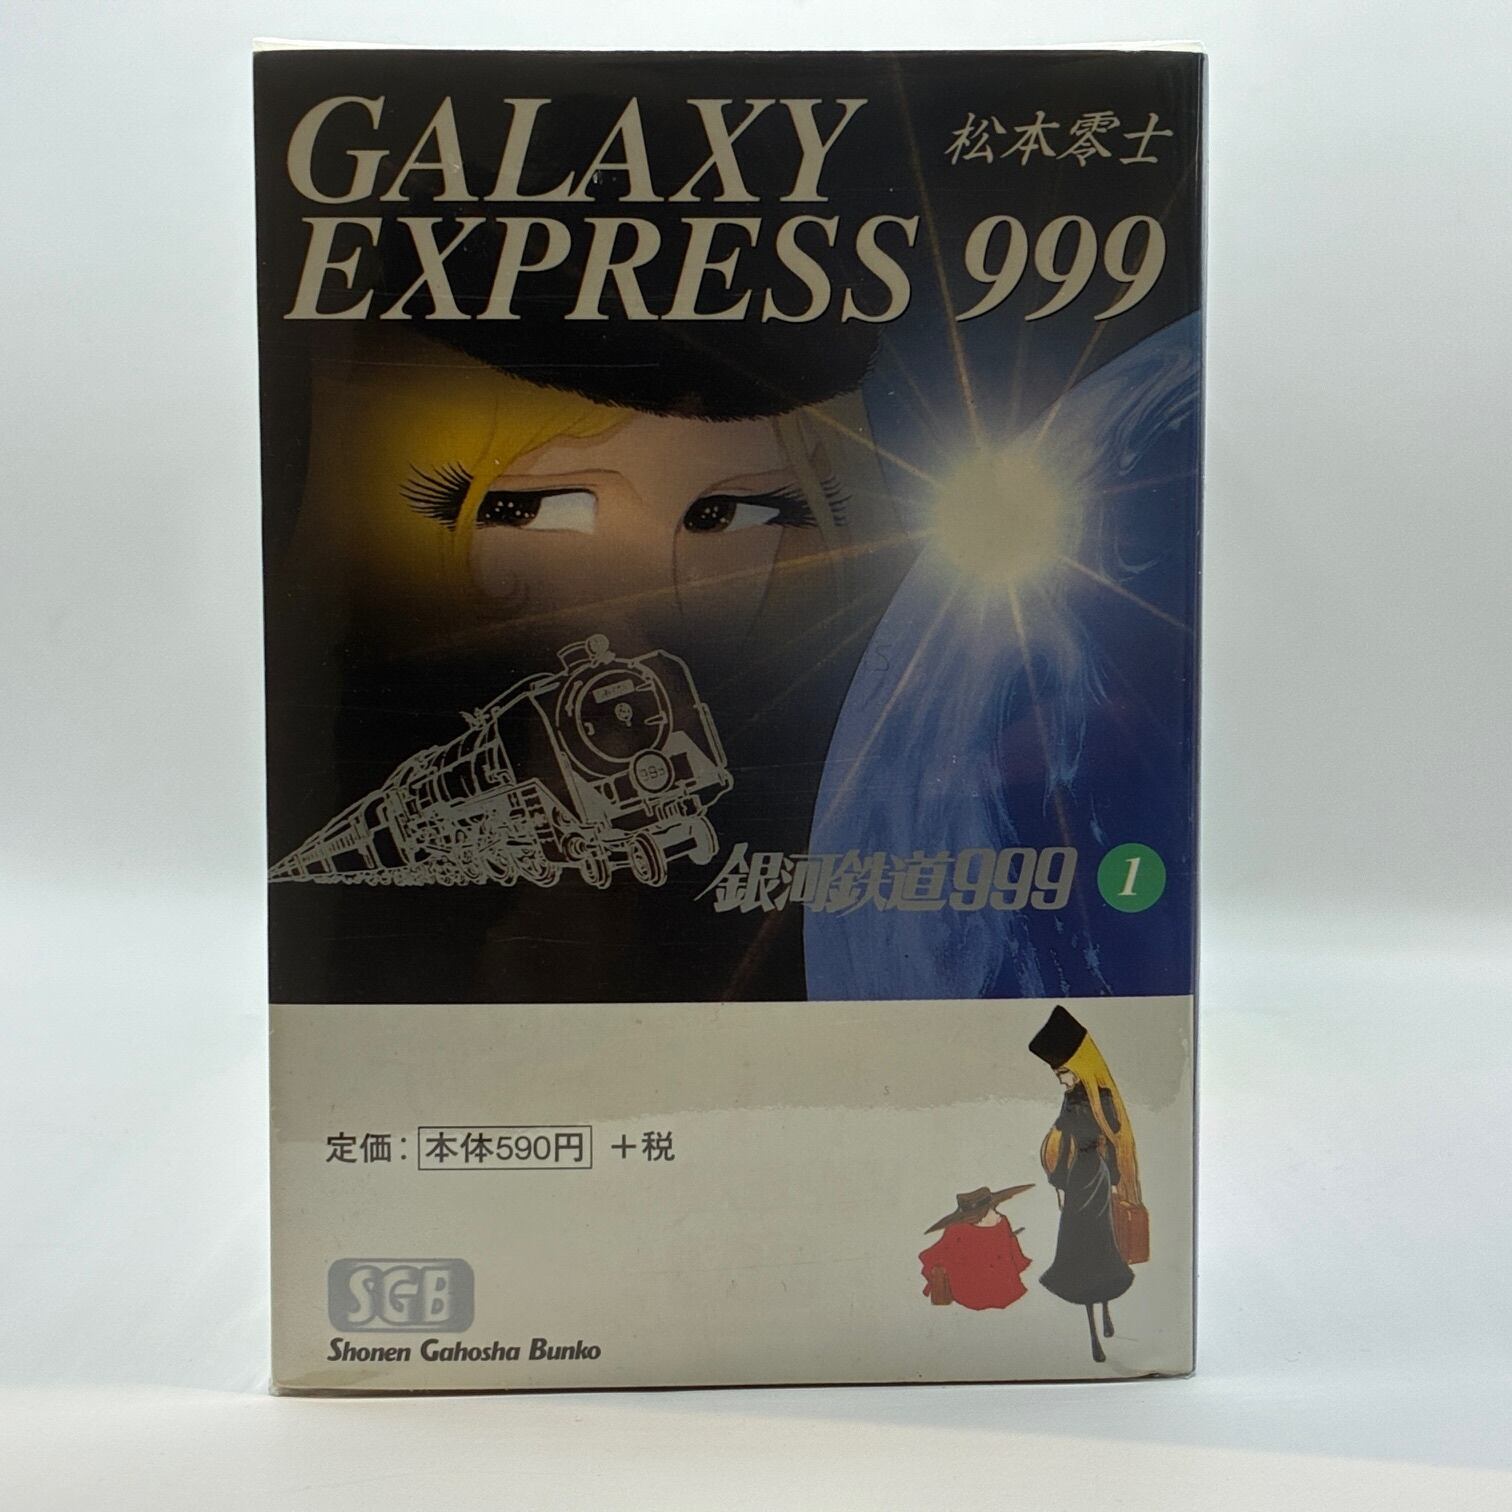 GALAXY
松本零士
EXPRESS 999
銀河鉄道999 1
定価：本体590円 +税
SGB
Shonen Gahosha Bunko